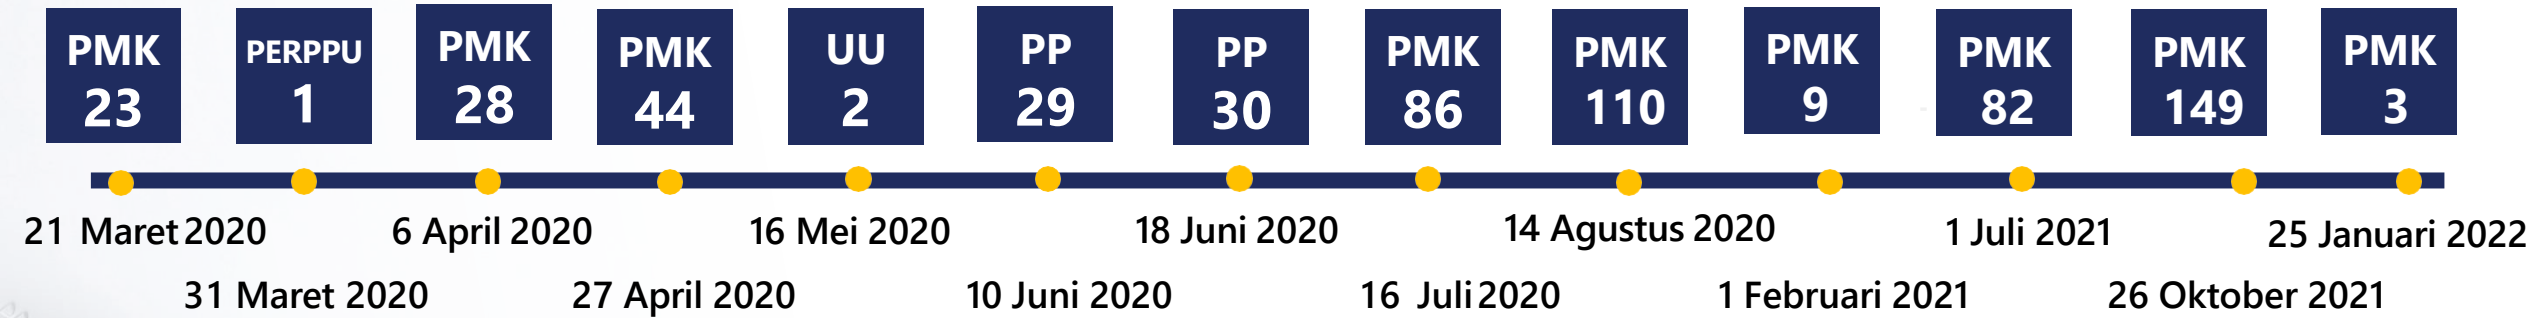 PMK
23
PERPPU
1
PMK
28
PMK
44
UU
2
PP
29
PP
30
PMK
86
PMK
110
PMK
9
PMK
82
PMK
149
PMK
3
21 Maret 2020
31 Maret 2020
6 April 2020
27 April 2020
16 Mei 2020
10 Juni 2020
18 Juni 2020
16 Juli 2020
14 Agustus 2020
1 Februari 2021
1 Juli 2021
26 Oktober 2021
25 Januari 2022